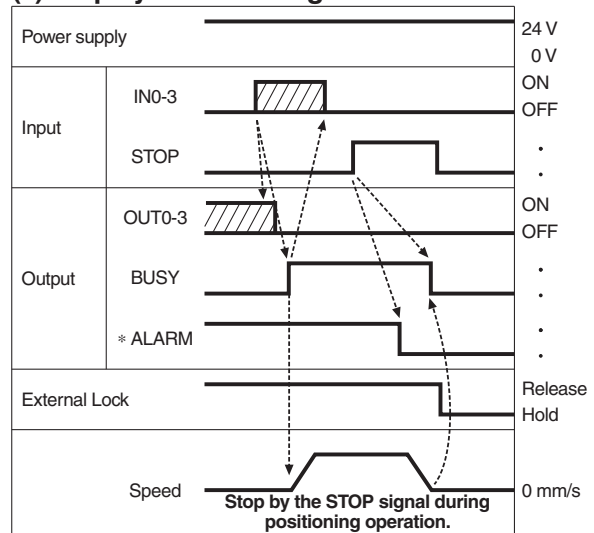 Power supply
24 V
0 V
Input
IN0-3
ON
OFF
STOP
Output
OUT0-3
ON
OFF
BUSY
* ALARM
External Lock
Release
Hold
Speed
0 mm/s
Stop by the STOP signal during
positioning operation.